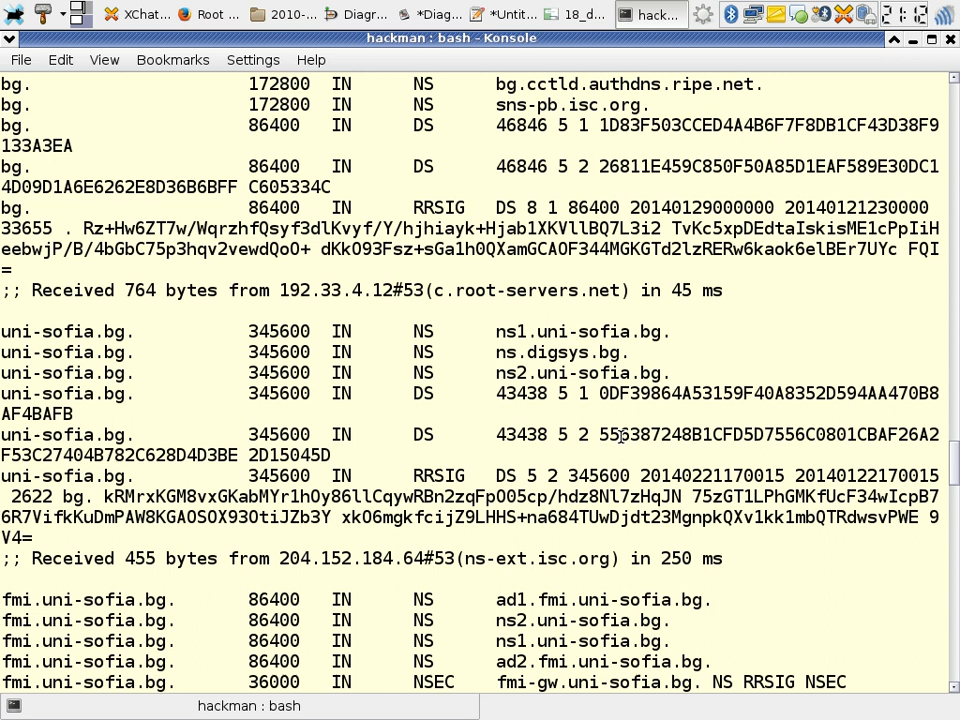 XChat...
Root ...
2010-...
Diagr...
*Diag...
*Untit...
18_d...
hack...
21:12
hackman : bash - Konsole
File Edit View Bookmarks Settings Help
bg. 172800 IN NS bg.cctld.authdns.ripe.net.
bg. 172800 IN NS sns-pb.isc.org.
bg. 86400 IN DS 46846 5 1 1D83F503CCED4A4B6F7F8DB1CF43D38F9
133A3EA
bg. 86400 IN DS 46846 5 2 26811E459C850F50A85D1EAF589E30DC1
4D09D1A6E6262E8D36B6BFF C605334C
bg. 86400 IN RRSIG DS 8 1 86400 20140129000000 20140121230000
33655 . Rz+Hw6ZT7w/WqrzhfQsyf3dlKvyf/Y/hjhiayk+Hjab1XKVllBQ7L3i2 TvKc5xpDEdtaIskisME1cPpIiH
eebwjP/B/4bGbC75p3hqv2vewdQoO+ dKkO93Fsz+sGa1h0QXamGCAOF344MGKGTd2lzRERw6kaok6elBEr7UYc FQI
=
;; Received 764 bytes from 192.33.4.12#53(c.root-servers.net) in 45 ms
uni-sofia.bg. 345600 IN NS ns1.uni-sofia.bg.
uni-sofia.bg. 345600 IN NS ns.digsys.bg.
uni-sofia.bg. 345600 IN NS ns2.uni-sofia.bg.
uni-sofia.bg. 345600 IN DS 43438 5 1 0DF39864A53159F40A8352D594AA470B8
AF4BAFB
uni-sofia.bg. 345600 IN DS 43438 5 2 556387248B1CFD5D7556C0801CBAF26A2
F53C27404B782C628D4D3BE 2D15045D
uni-sofia.bg. 345600 IN RRSIG DS 5 2 345600 20140221170015 20140122170015
2622 bg. kRMrxKGM8vxGKabMYr1hOy86llCqywRBn2zqFpO05cp/hdz8Nl7zHqJN 75zGT1LPhGMKfUcF34wIcpB7
6R7VifkKuDmPAW8KGAOSOX93OtiJZb3Y xkO6mgkfcijZ9LHHS+na684TUwDjdt23MgnpkQXv1kk1mbQTRdwsvPWE 9
V4=
;; Received 455 bytes from 204.152.184.64#53(ns-ext.isc.org) in 250 ms
fmi.uni-sofia.bg. 86400 IN NS ad1.fmi.uni-sofia.bg.
fmi.uni-sofia.bg. 86400 IN NS ns2.uni-sofia.bg.
fmi.uni-sofia.bg. 86400 IN NS ns1.uni-sofia.bg.
fmi.uni-sofia.bg. 86400 IN NS ad2.fmi.uni-sofia.bg.
fmi.uni-sofia.bg. 36000 IN NSEC fmi-gw.uni-sofia.bg. NS RRSIG NSEC
hackman : bash